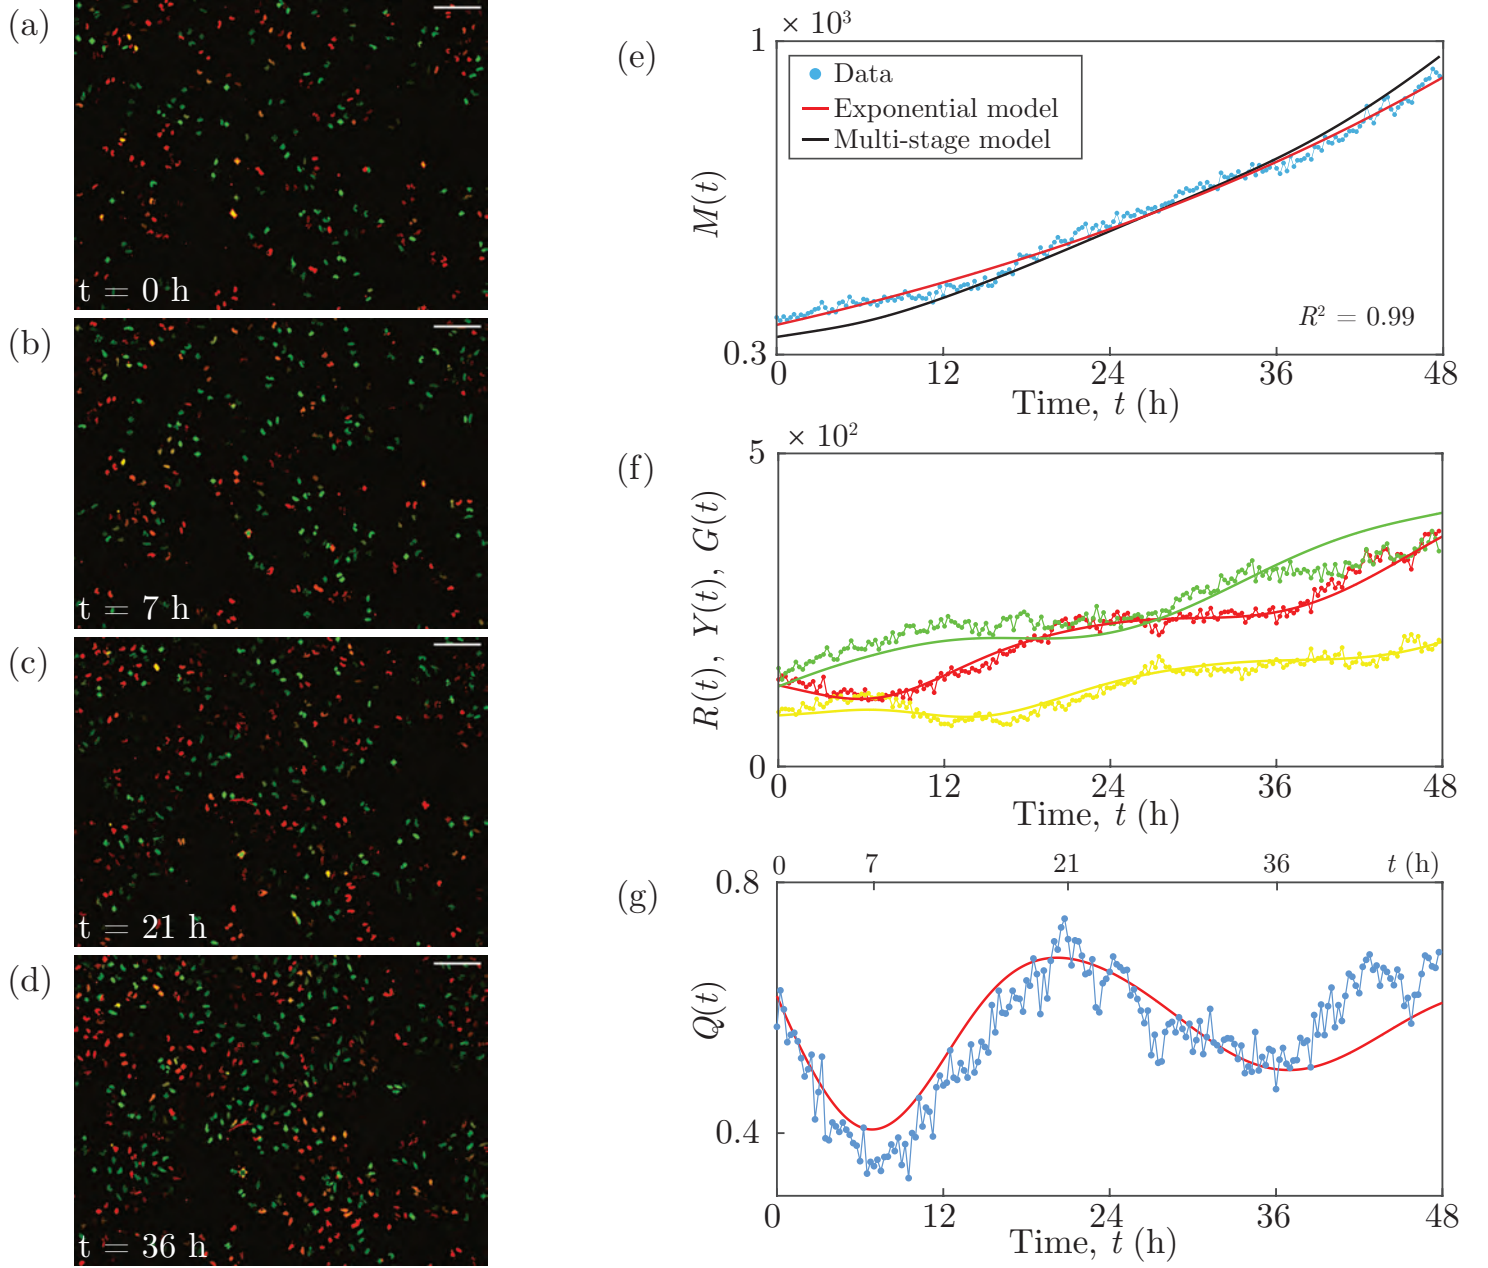 (a)
t = 0 h
(b)
t = 7 h
(c)
t = 21 h
(d)
t = 36 h
(e)
× 10³
1
Data
Exponential model
Multi-stage model
M(t)
R² = 0.99
0.3
0 12 24 36 48
Time, t (h)
(f)
× 10²
5
R(t), Y(t), G(t)
0
0 12 24 36 48
Time, t (h)
(g)
0 7 21 36 t (h)
0.8
Q(t)
0.4
0 12 24 36 48
Time, t (h)